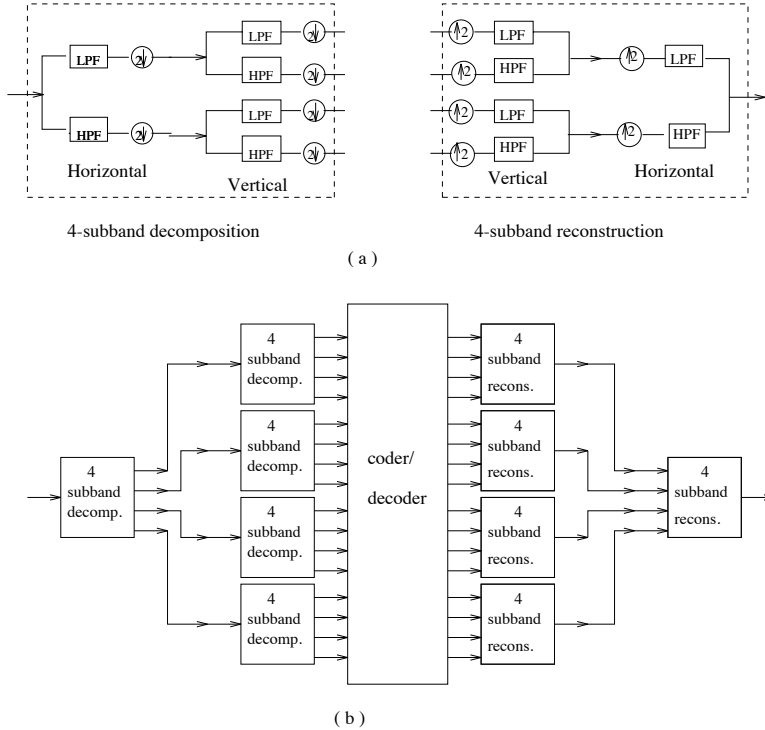 LPF 2↓ LPF 2↓
HPF 2↓
HPF 2↓ LPF 2↓
HPF 2↓
Horizontal
Vertical
4-subband decomposition
↑2 LPF
↑2 HPF
↑2 LPF
↑2 LPF
↑2 HPF
↑2 HPF
Vertical
Horizontal
4-subband reconstruction
( a )
4
subband
decomp.
4
subband
decomp.
4
subband
decomp.
4
subband
decomp.
4
subband
decomp.
coder/
decoder
4
subband
recons.
4
subband
recons.
4
subband
recons.
4
subband
recons.
4
subband
recons.
( b )